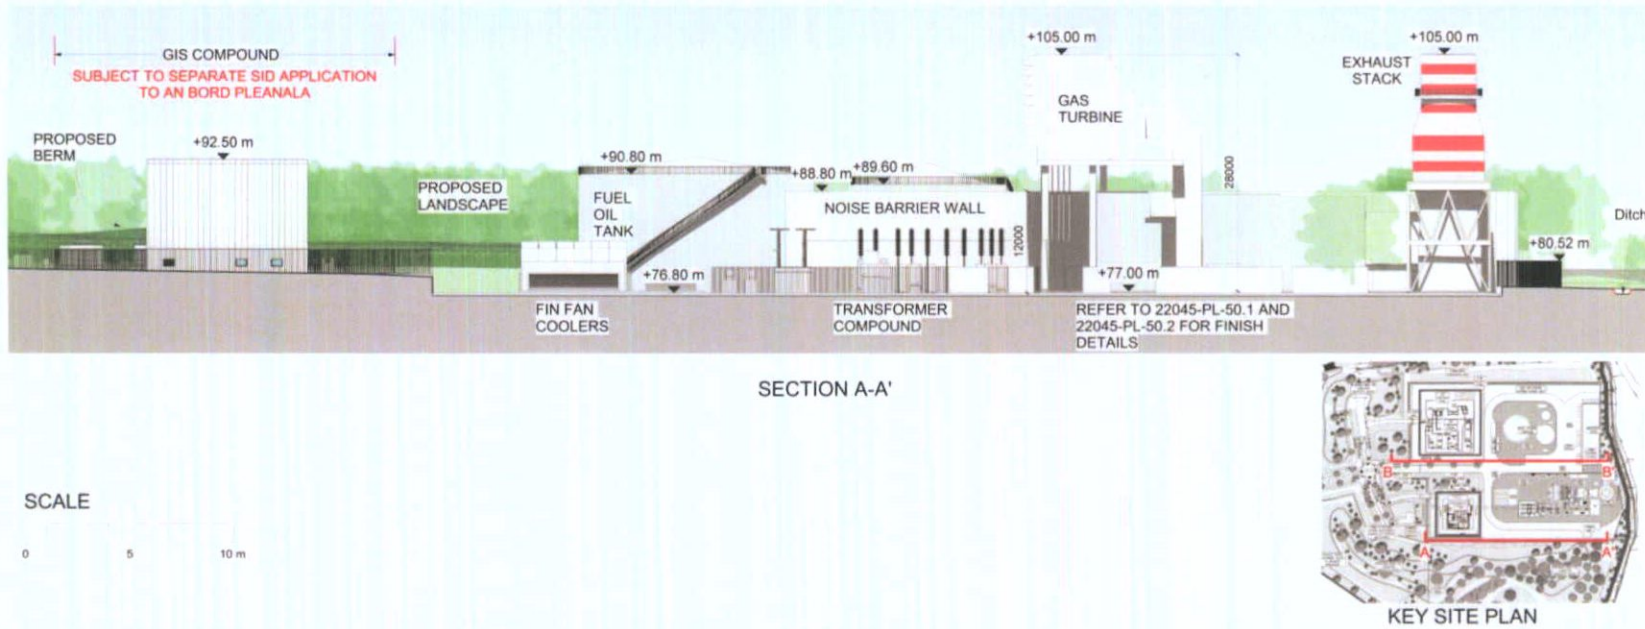 GIS COMPOUND
SUBJECT TO SEPARATE SID APPLICATION
TO AN BORD PLEANALA
PROPOSED
BERM
+92.50 m
PROPOSED
LANDSCAPE
+90.80 m
FUEL
OIL
TANK
+88.80 m
+89.60 m
NOISE BARRIER WALL
12000
+105.00 m
GAS
TURBINE
28000
+105.00 m
EXHAUST
STACK
Ditch
+80.52 m
+76.80 m
+77.00 m
FIN FAN
COOLERS
TRANSFORMER
COMPOUND
REFER TO 22045-PL-50.1 AND
22045-PL-50.2 FOR FINISH
DETAILS
SECTION A-A'
SCALE
0 5 10 m
B B'
A A'
KEY SITE PLAN